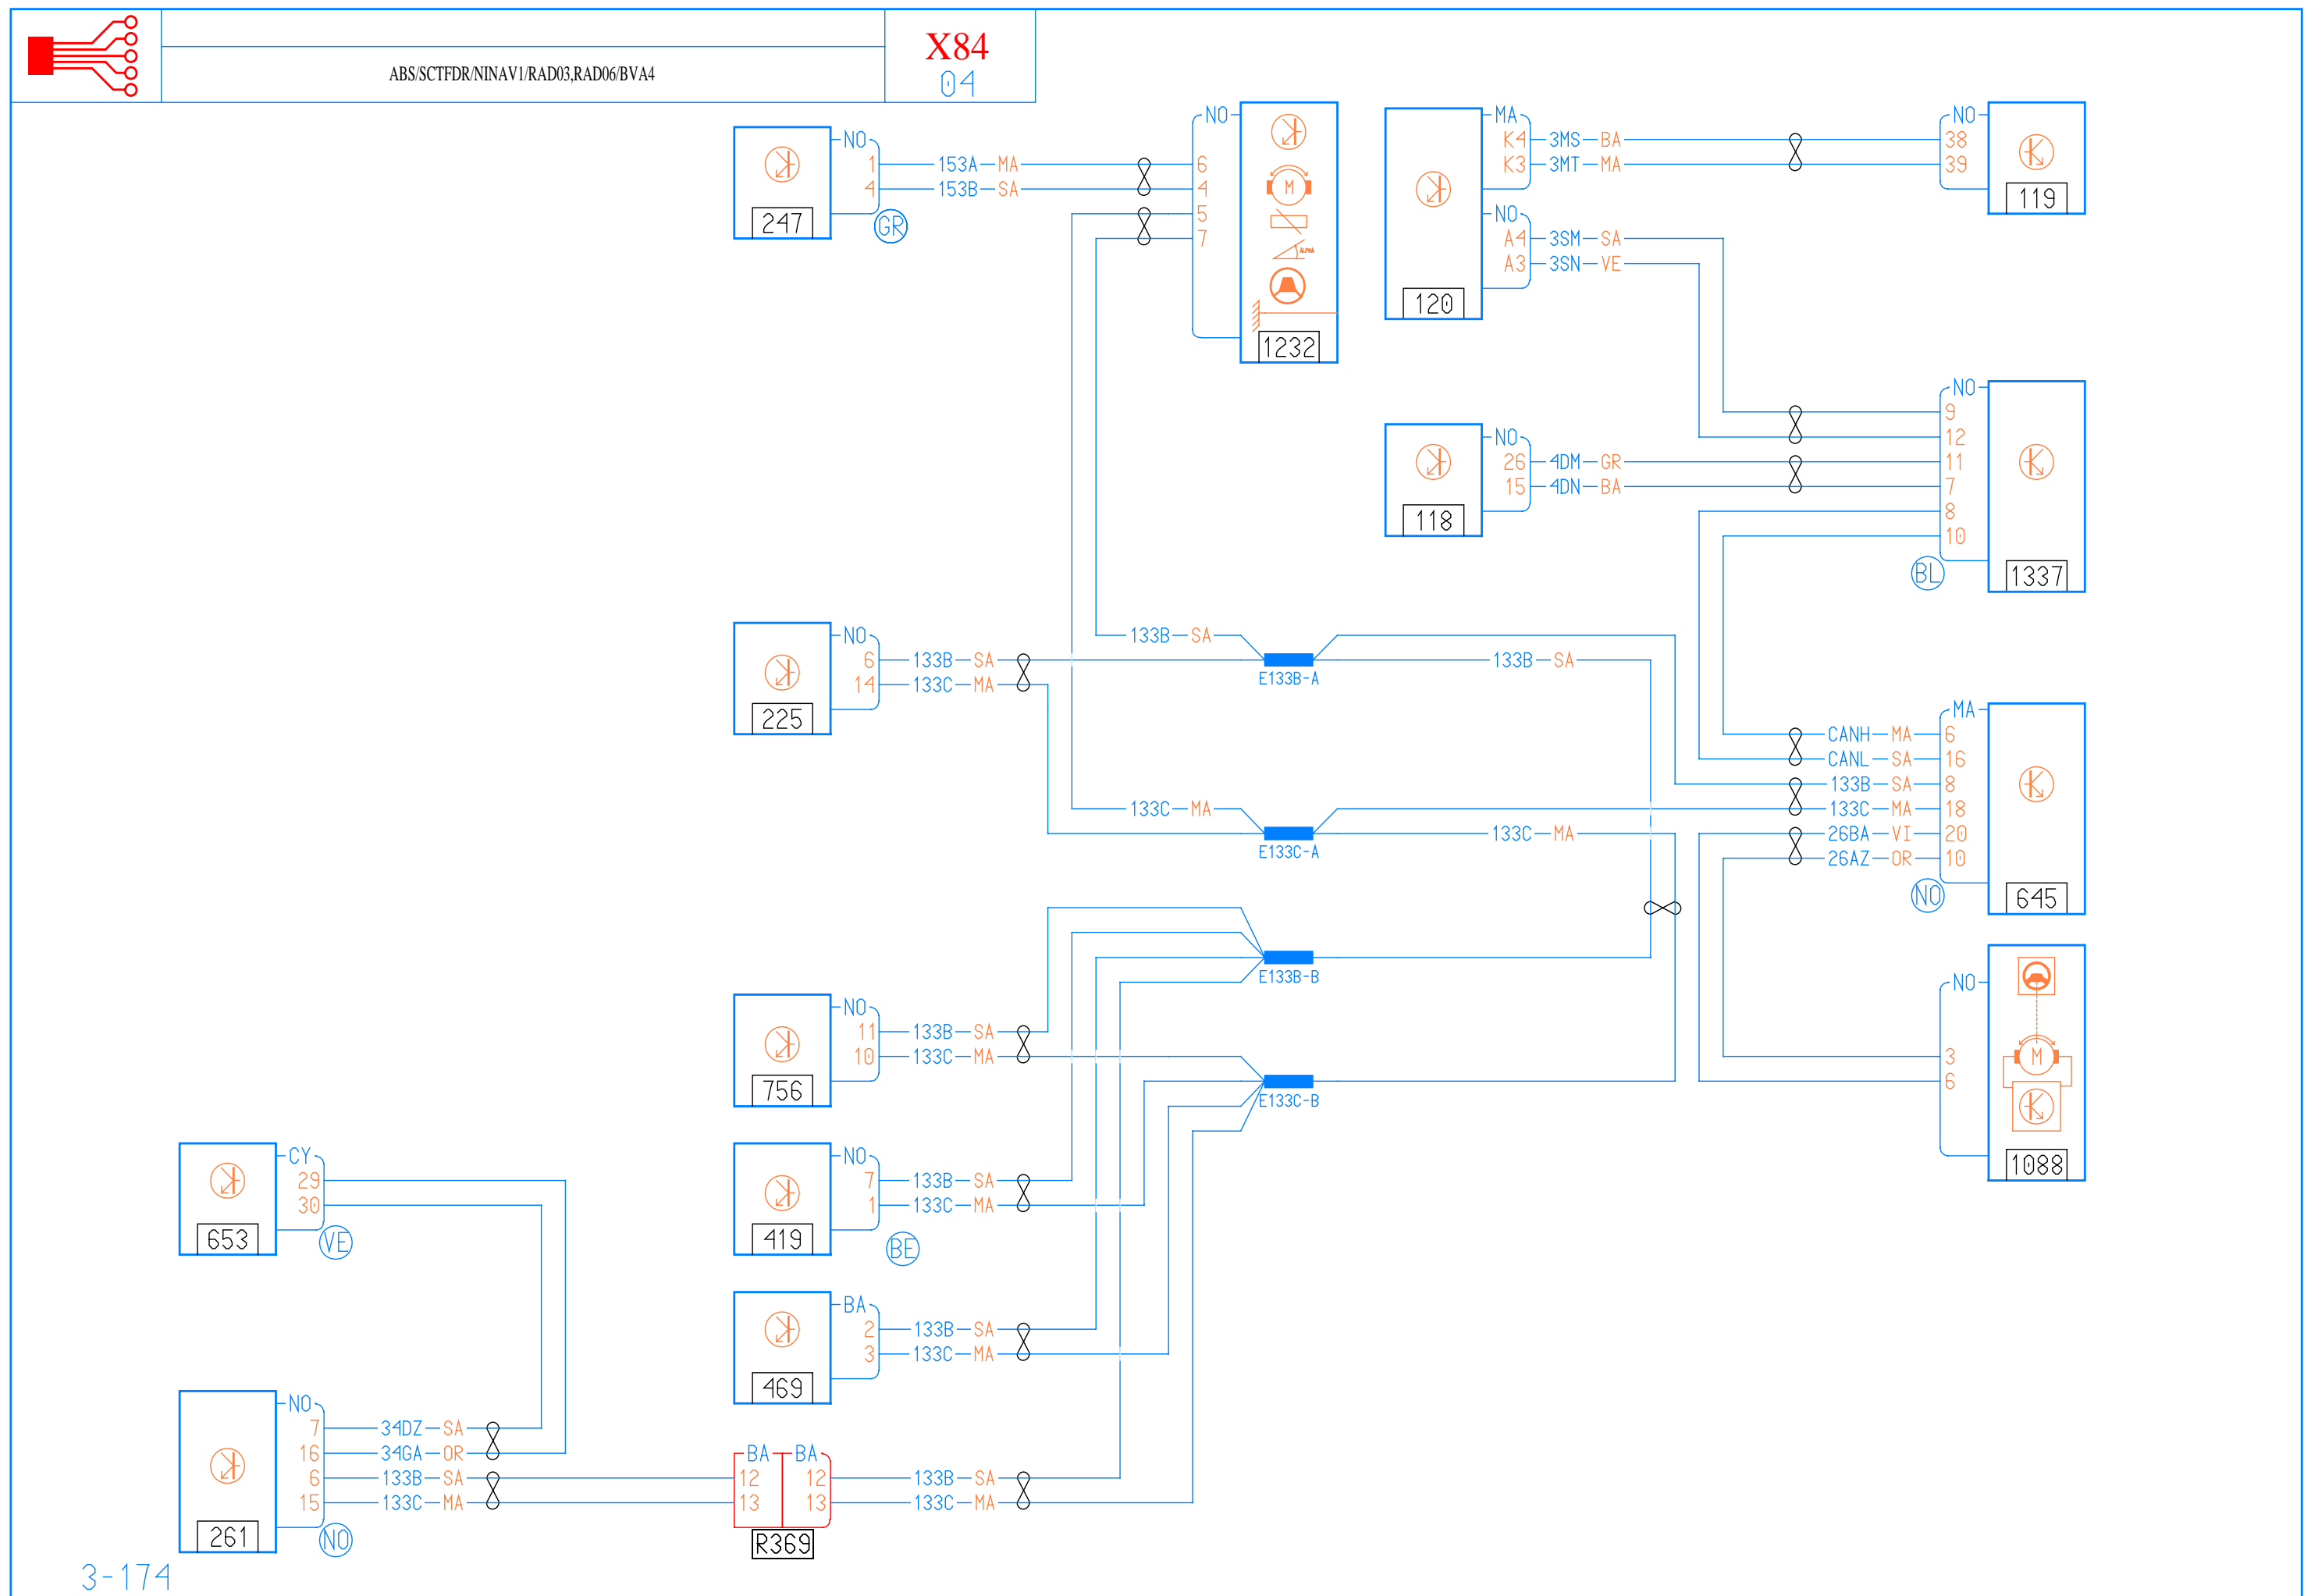 X84
ABS/SCTFDR/NINAV1/RAD03,RAD06/BVA4
04
NO
1 153A MA 6
4 153B SA 4
5
7
247
GR
NO
ALPHA
1232
MA
K4 3MS BA 38
K3 3MT MA 39
NO
119
NO
A4 3SM SA
A3 3SN VE
120
NO
9
12
NO
26 4DM GR 11
15 4DN BA 7
8
10
118
BL
1337
NO
133B SA
6 133B SA
14 133C MA
E133B-A
133B SA
225
MA
CANH MA 6
CANL SA 16
133B SA 8
133C MA 18
26BA VI 20
26AZ OR 10
NO
645
133C MA
E133C-A
133C MA
E133B-B
NO
11 133B SA
10 133C MA
756
E133C-B
NO
3
6
1088
CY
29
30
653
VE
NO
7 133B SA
1 133C MA
419
BE
BA
2 133B SA
3 133C MA
469
NO
7 34DZ SA
16 34GA OR
6 133B SA
15 133C MA
261
NO
BA BA
12 12 133B SA
13 13 133C MA
R369
3-174